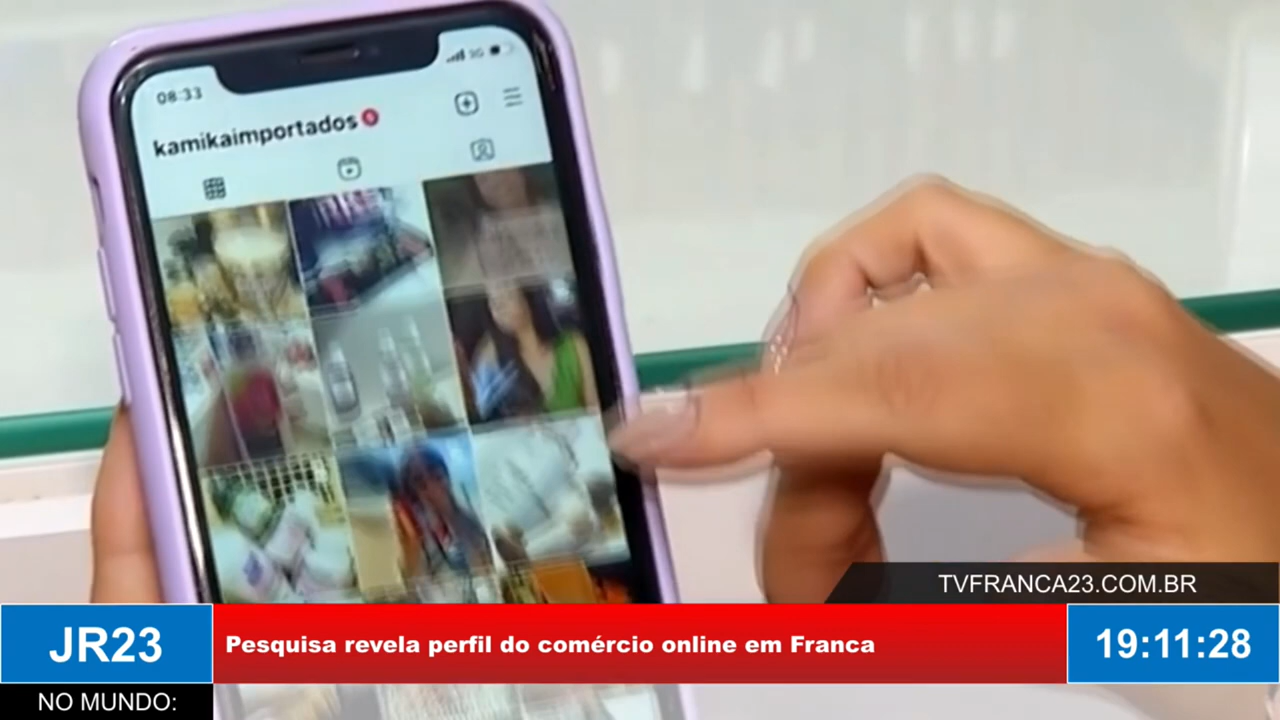 08:33
3G
kamikaimportados
TVFRANCA23.COM.BR
JR23
Pesquisa revela perfil do comércio online em Franca
19:11:28
NO MUNDO: